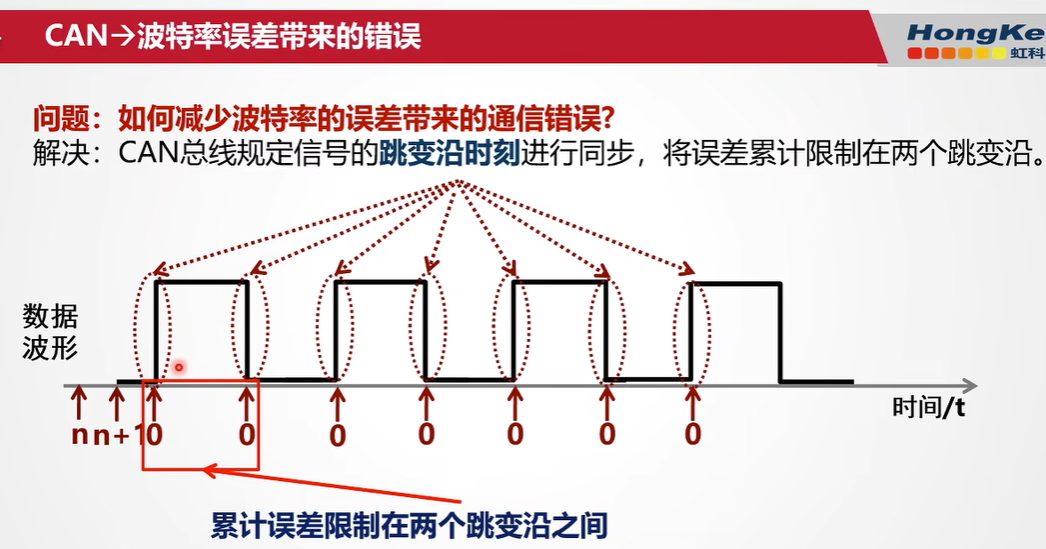 CAN→波特率误差带来的错误
HongKe
虹科
问题：如何减少波特率的误差带来的通信错误?
解决：CAN总线规定信号的跳变沿时刻进行同步，将误差累计限制在两个跳变沿。
数据
波形
时间/t
n n+1 0 0 0 0 0 0 0
累计误差限制在两个跳变沿之间